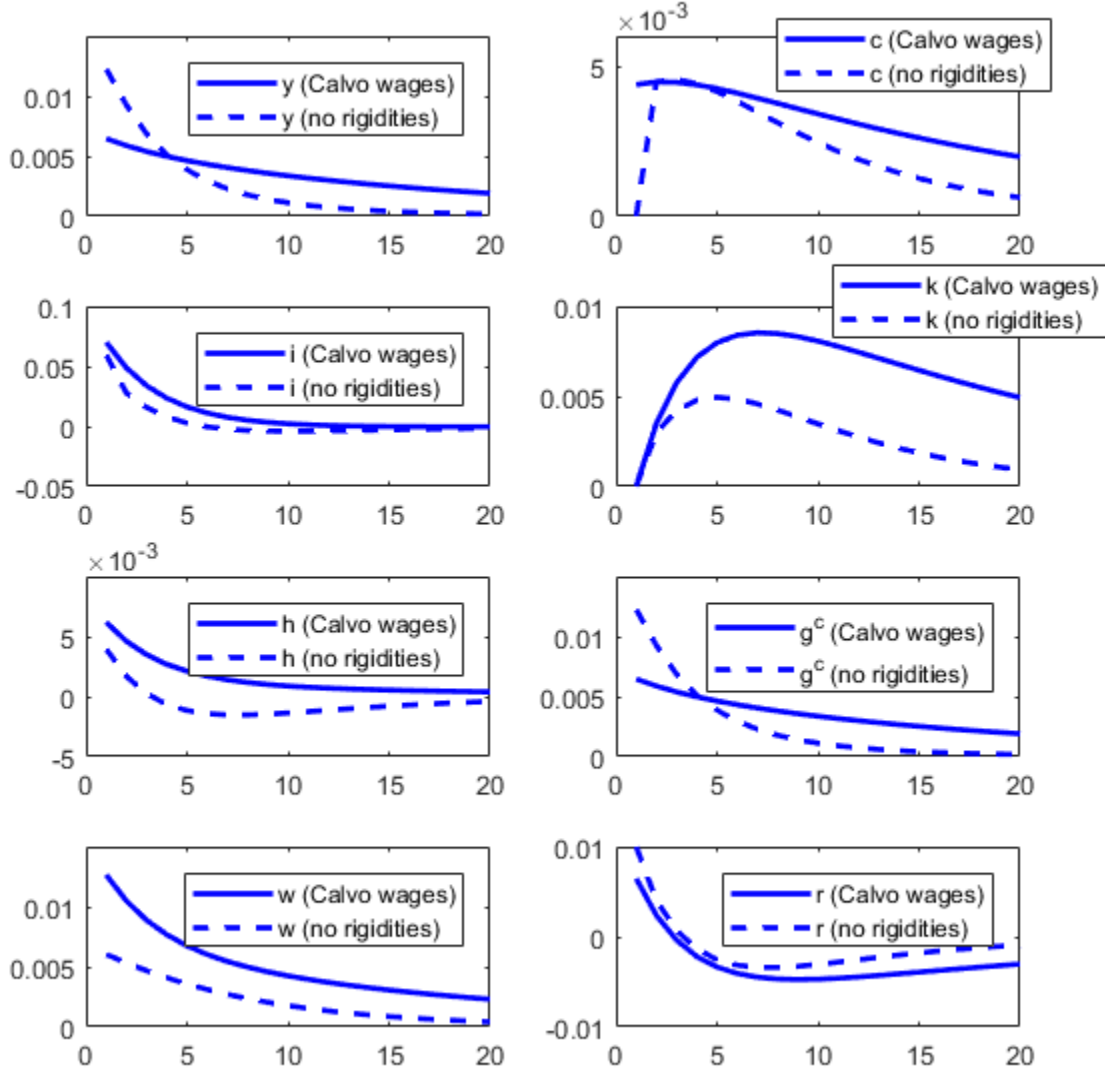 y (Calvo wages)
y (no rigidities)
0.01
0.005
0
0 5 10 15 20
× 10-3
c (Calvo wages)
c (no rigidities)
5
0
0 5 10 15 20
i (Calvo wages)
i (no rigidities)
0.1
0.05
0
-0.05
0 5 10 15 20
k (Calvo wages)
k (no rigidities)
0.01
0.005
0
0 5 10 15 20
× 10-3
h (Calvo wages)
h (no rigidities)
5
0
-5
0 5 10 15 20
gc (Calvo wages)
gc (no rigidities)
0.01
0.005
0
0 5 10 15 20
w (Calvo wages)
w (no rigidities)
0.01
0.005
0
0 5 10 15 20
r (Calvo wages)
r (no rigidities)
0.01
0
-0.01
0 5 10 15 20